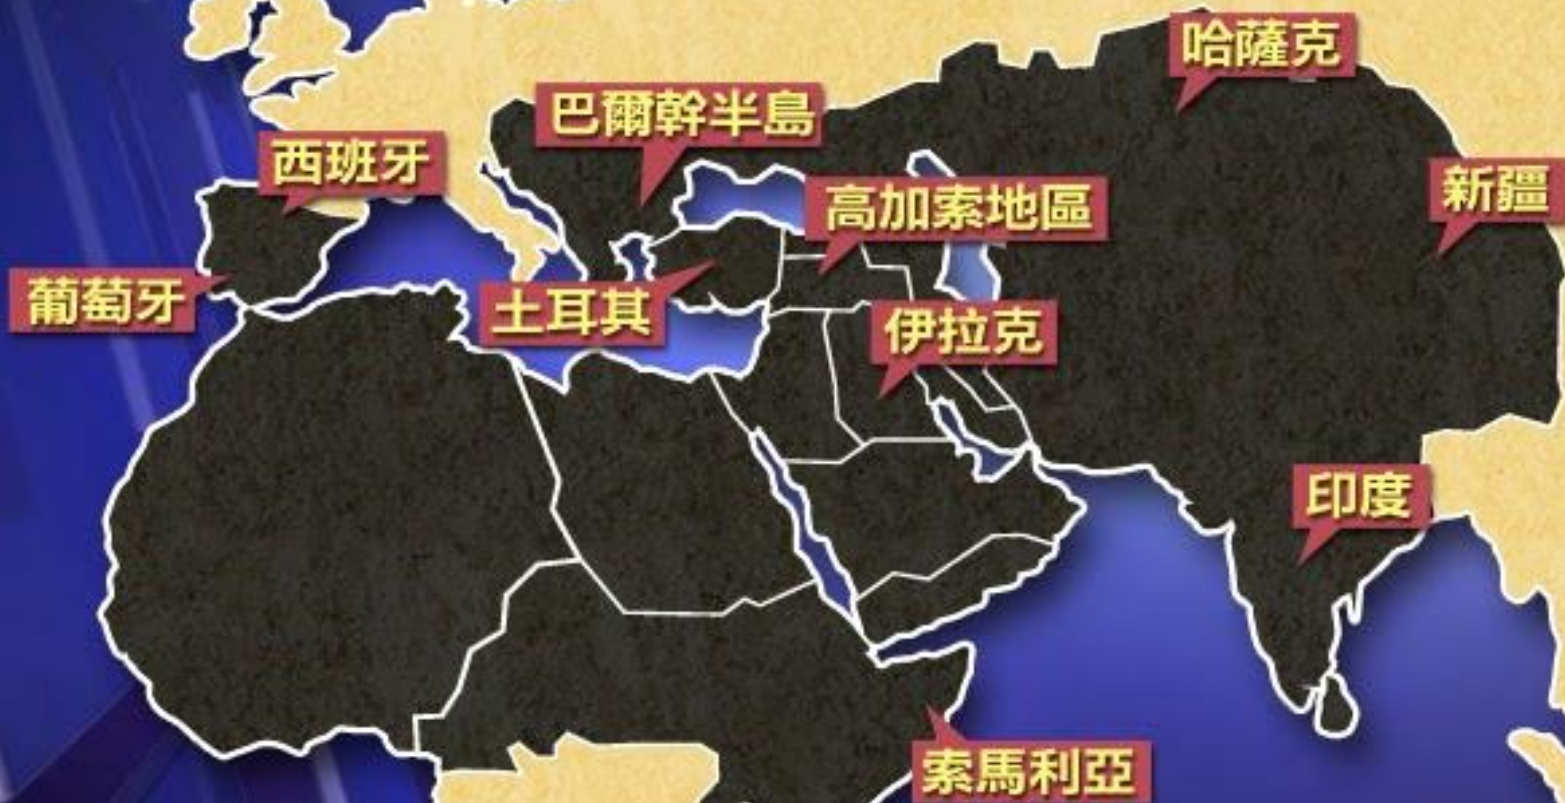 哈薩克
巴爾幹半島
西班牙
新疆
高加索地區
葡萄牙
土耳其
伊拉克
印度
索馬利亞